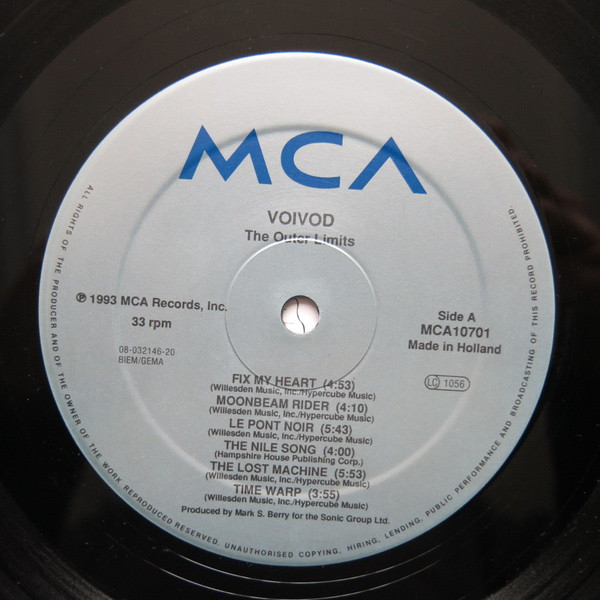 MCA
VOIVOD
The Outer Limits
℗ 1993 MCA Records, Inc.
33 rpm
08-032146-20
BIEM/GEMA
Side A
MCA10701
Made in Holland
LC 1056
FIX MY HEART (4:53)
(Willesden Music, Inc./Hypercube Music)
MOONBEAM RIDER (4:10)
(Willesden Music, Inc./Hypercube Music)
LE PONT NOIR (5:43)
(Willesden Music, Inc./Hypercube Music)
THE NILE SONG (4:00)
(Hampshire House Publishing Corp.)
THE LOST MACHINE (5:53)
(Willesden Music, Inc./Hypercube Music)
TIME WARP (3:55)
(Willesden Music, Inc./Hypercube Music)
Produced by Mark S. Berry for the Sonic Group Ltd.
ALL RIGHTS OF THE PRODUCER AND OF THE OWNER OF THE WORK REPRODUCED RESERVED. UNAUTHORISED COPYING, HIRING, LENDING, PUBLIC PERFORMANCE AND BROADCASTING OF THIS RECORD PROHIBITED.